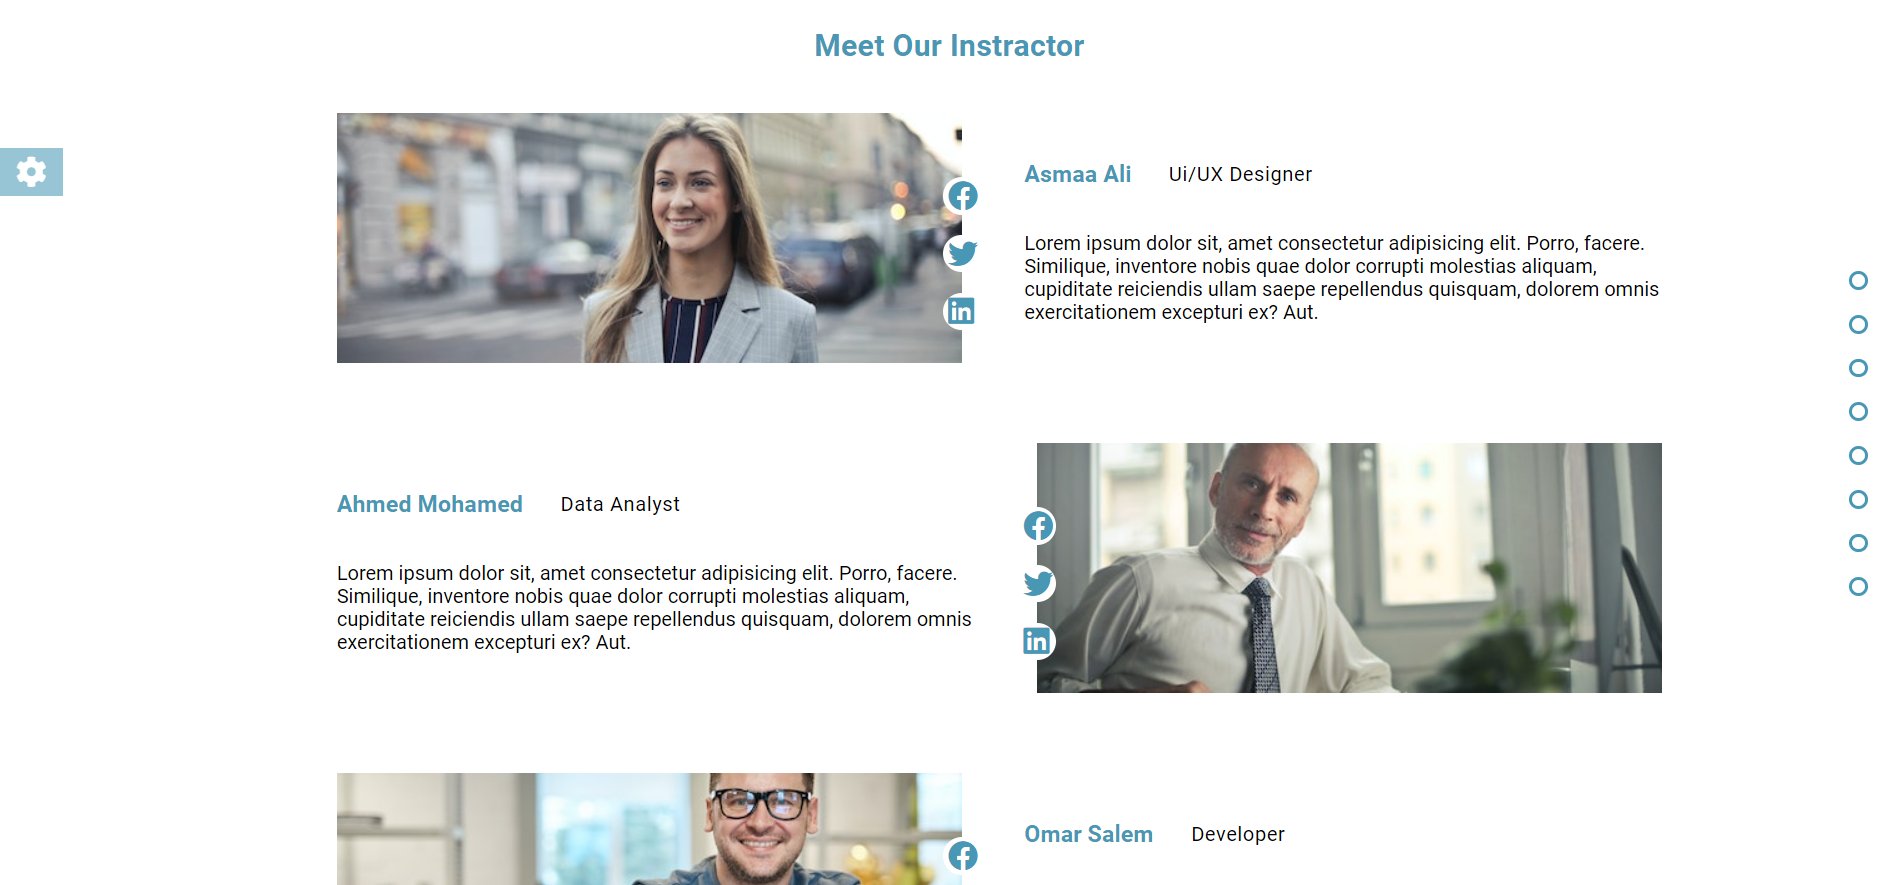 Meet Our Instractor
Asmaa Ali Ui/UX Designer
Lorem ipsum dolor sit, amet consectetur adipisicing elit. Porro, facere.
Similique, inventore nobis quae dolor corrupti molestias aliquam,
cupiditate reiciendis ullam saepe repellendus quisquam, dolorem omnis
exercitationem excepturi ex? Aut.
Ahmed Mohamed Data Analyst
Lorem ipsum dolor sit, amet consectetur adipisicing elit. Porro, facere.
Similique, inventore nobis quae dolor corrupti molestias aliquam,
cupiditate reiciendis ullam saepe repellendus quisquam, dolorem omnis
exercitationem excepturi ex? Aut.
Omar Salem Developer